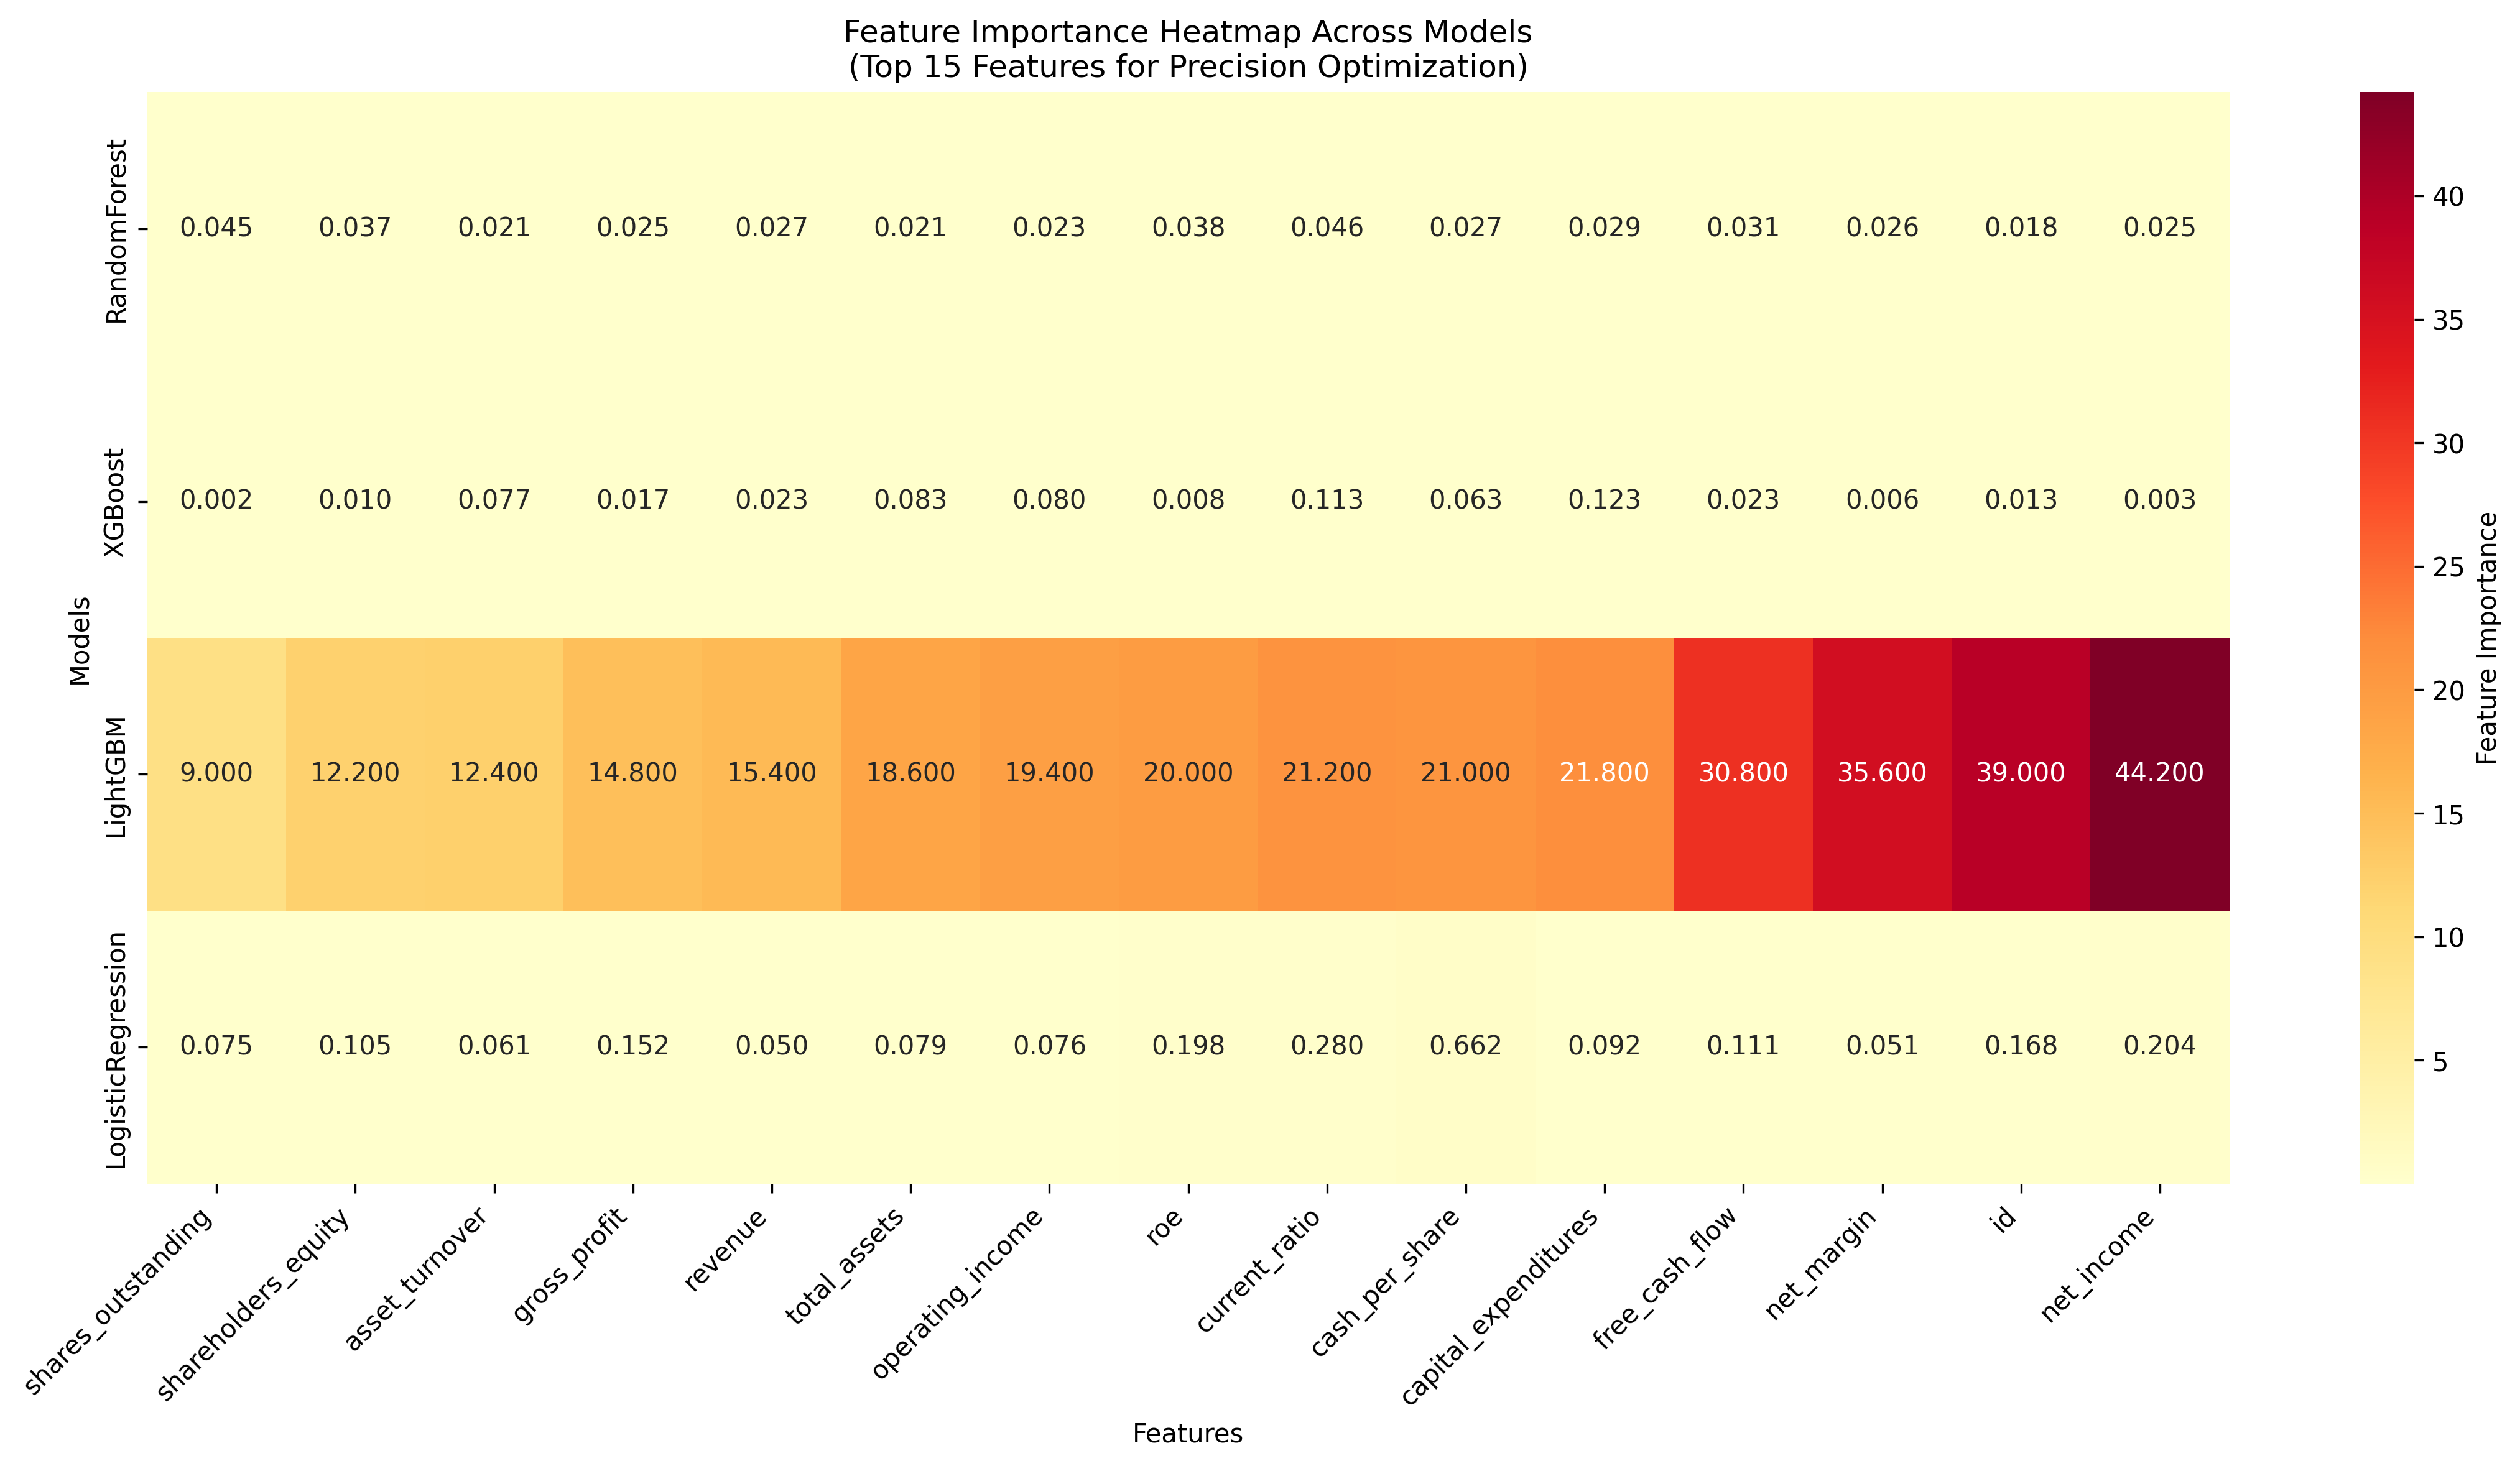 Feature Importance Heatmap Across Models
(Top 15 Features for Precision Optimization)
Models
RandomForest
0.045 0.037 0.021 0.025 0.027 0.021 0.023 0.038 0.046 0.027 0.029 0.031 0.026 0.018 0.025
XGBoost
0.002 0.010 0.077 0.017 0.023 0.083 0.080 0.008 0.113 0.063 0.123 0.023 0.006 0.013 0.003
LightGBM
9.000 12.200 12.400 14.800 15.400 18.600 19.400 20.000 21.200 21.000 21.800 30.800 35.600 39.000 44.200
LogisticRegression
0.075 0.105 0.061 0.152 0.050 0.079 0.076 0.198 0.280 0.662 0.092 0.111 0.051 0.168 0.204
shares_outstanding
shareholders_equity
asset_turnover
gross_profit
revenue
total_assets
operating_income
roe
current_ratio
cash_per_share
capital_expenditures
free_cash_flow
net_margin
id
net_income
Features
40
35
30
25
20
15
10
5
Feature Importance